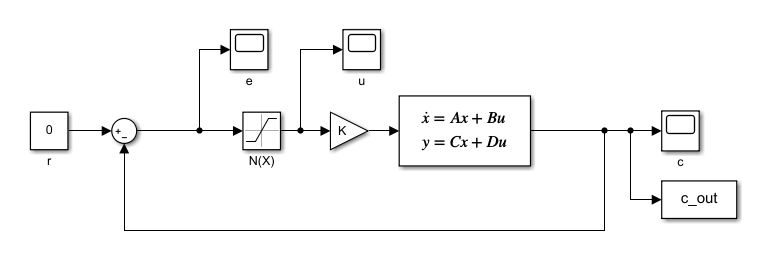 e
u
0
r
+
−
N(X)
K
ẋ = Ax + Bu
y = Cx + Du
c
c_out